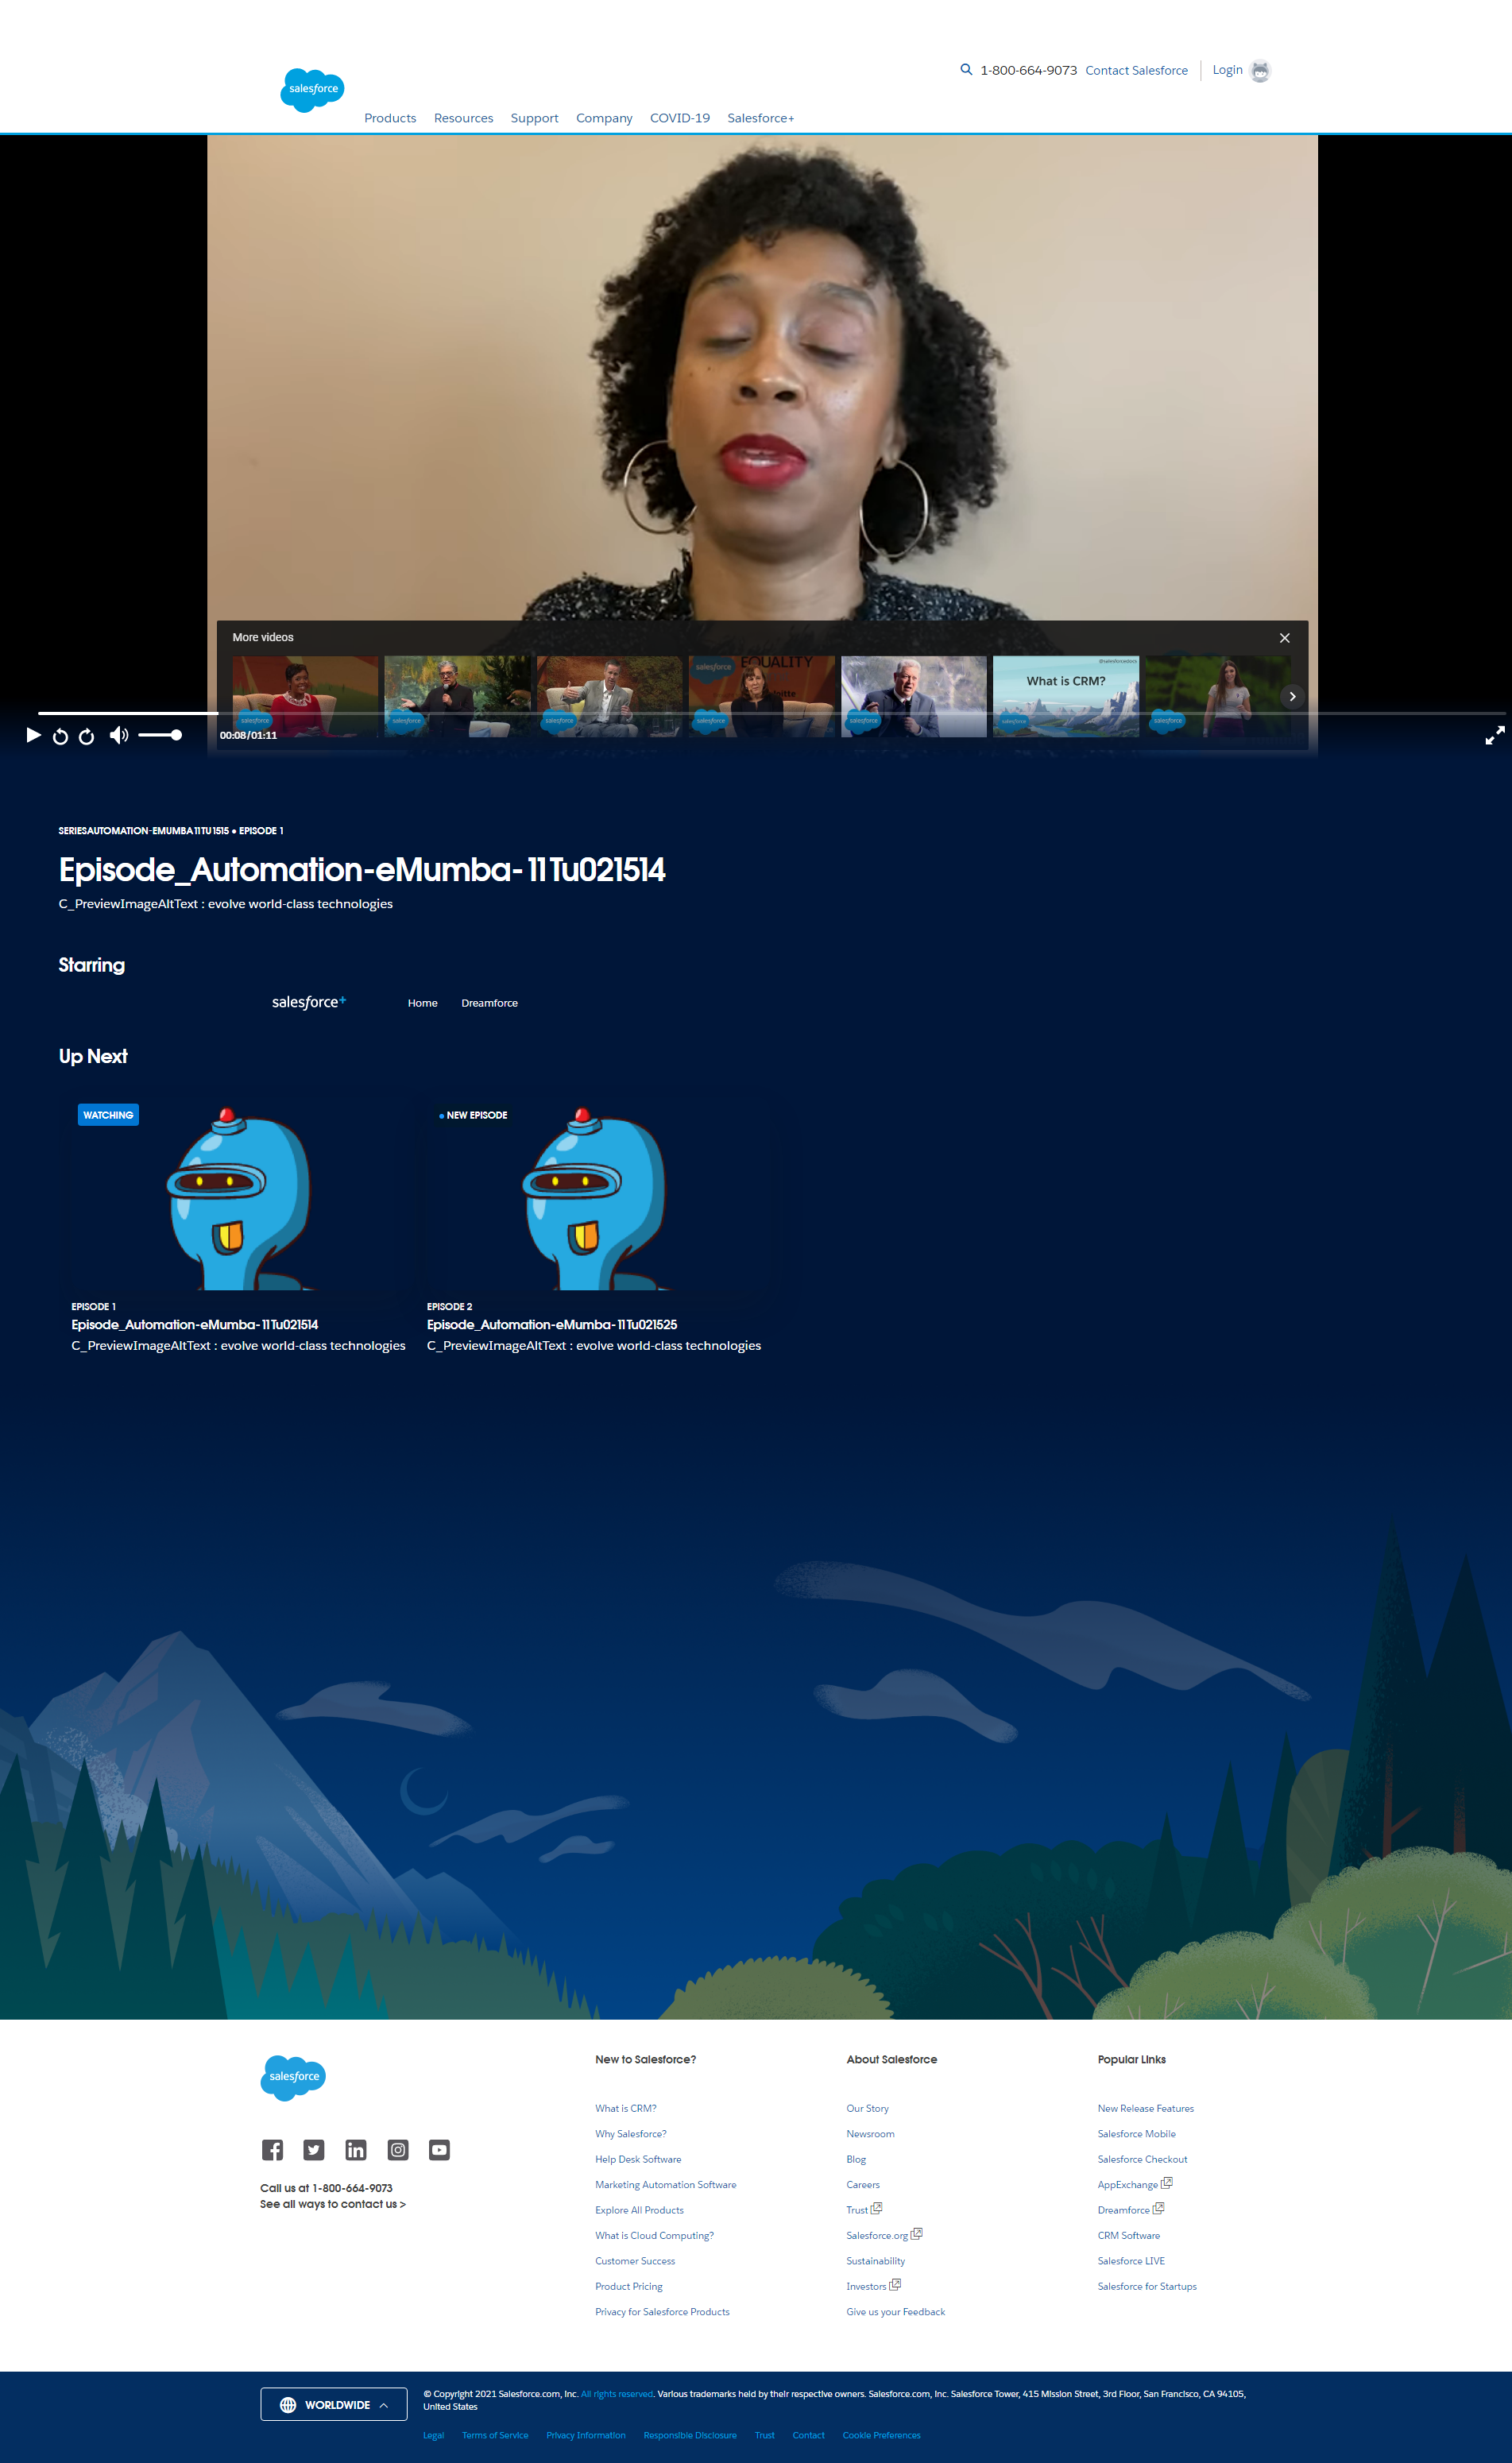 1-800-664-9073 Contact Salesforce Login
salesforce
Products Resources Support Company COVID-19 Salesforce+
More videos
salesforce EQUALITY
@salesforcedocs
What is CRM?
salesforce salesforce salesforce salesforce salesforce salesforce salesforce
00:08/01:11
SERIESAUTOMATION-EMUMBA11TU1515 • EPISODE 1
Episode_Automation-eMumba-11Tu021514
C_PreviewImageAltText : evolve world-class technologies
Starring
salesforce+ Home Dreamforce
Up Next
WATCHING
NEW EPISODE
EPISODE 1
Episode_Automation-eMumba-11Tu021514
C_PreviewImageAltText : evolve world-class technologies
EPISODE 2
Episode_Automation-eMumba-11Tu021525
C_PreviewImageAltText : evolve world-class technologies
salesforce
Call us at 1-800-664-9073
See all ways to contact us >
New to Salesforce?
What is CRM?
Why Salesforce?
Help Desk Software
Marketing Automation Software
Explore All Products
What is Cloud Computing?
Customer Success
Product Pricing
Privacy for Salesforce Products
About Salesforce
Our Story
Newsroom
Blog
Careers
Trust
Salesforce.org
Sustainability
Investors
Give us your Feedback
Popular Links
New Release Features
Salesforce Mobile
Salesforce Checkout
AppExchange
Dreamforce
CRM Software
Salesforce LIVE
Salesforce for Startups
WORLDWIDE
© Copyright 2021 Salesforce.com, Inc. All rights reserved. Various trademarks held by their respective owners. Salesforce.com, Inc. Salesforce Tower, 415 Mission Street, 3rd Floor, San Francisco, CA 94105,
United States
Legal Terms of Service Privacy Information Responsible Disclosure Trust Contact Cookie Preferences